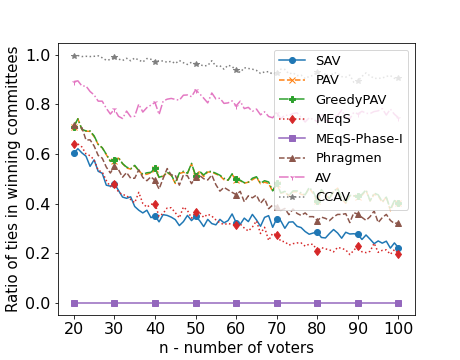 Ratio of ties in winning committees
1.0
0.8
0.6
0.4
0.2
0.0
SAV
PAV
GreedyPAV
MEqS
MEqS-Phase-I
Phragmen
AV
CCAV
20 30 40 50 60 70 80 90 100
n - number of voters